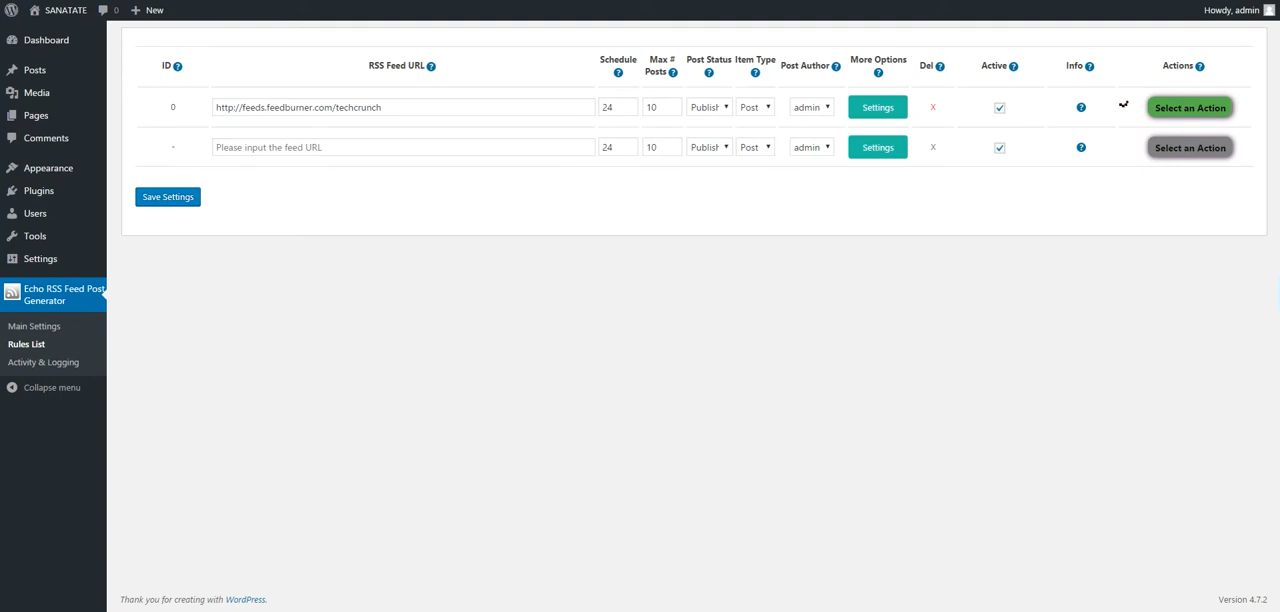 SANATATE 0 New Howdy, admin
Dashboard
Posts
Media
Pages
Comments
Appearance
Plugins
Users
Tools
Settings
Echo RSS Feed Post
Generator
Main Settings
Rules List
Activity & Logging
Collapse menu
ID ? RSS Feed URL ? Schedule ? Max # Posts ? Post Status ? Item Type ? Post Author ? More Options ? Del ? Active ? Info ? Actions ?
0 http://feeds.feedburner.com/techcrunch 24 10 Publish Post admin Settings X ? Select an Action
- Please input the feed URL 24 10 Publish Post admin Settings X ? Select an Action
Save Settings
Thank you for creating with WordPress. Version 4.7.2